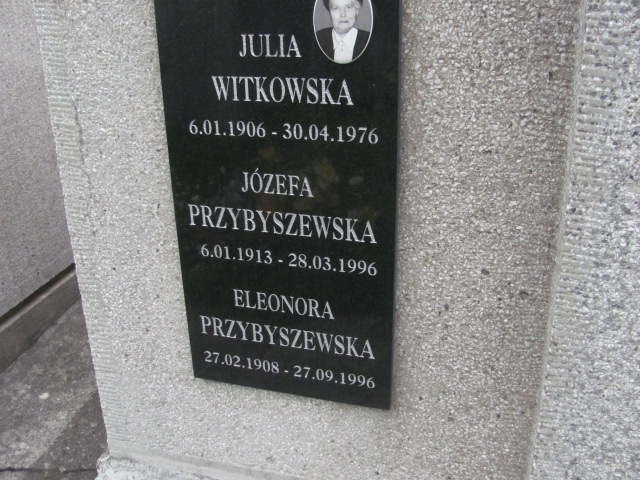 JULIA
WITKOWSKA
6.01.1906 - 30.04.1976
JÓZEFA
PRZYBYSZEWSKA
6.01.1913 - 28.03.1996
ELEONORA
PRZYBYSZEWSKA
27.02.1908 - 27.09.1996